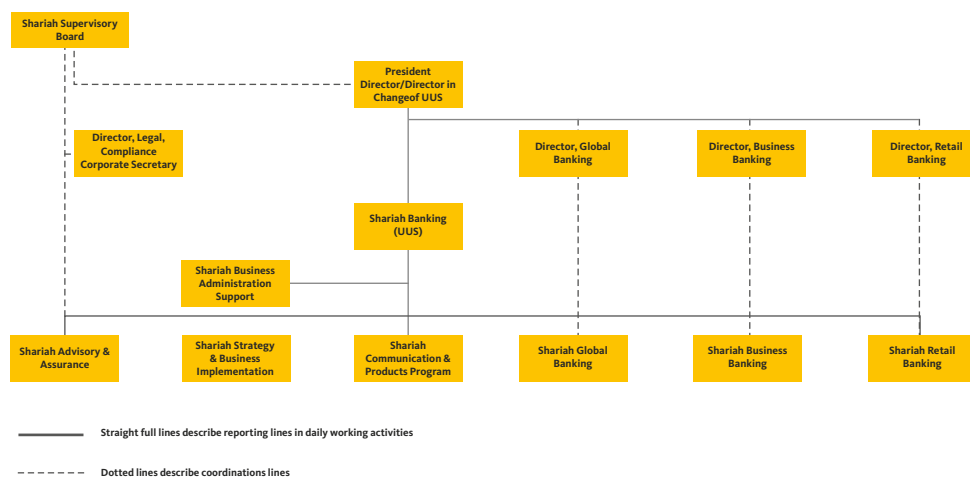 Shariah Supervisory
Board
President
Director/Director in
Changeof UUS
Director, Legal,
Compliance
Corporate Secretary
Director, Global
Banking
Director, Business
Banking
Director, Retail
Banking
Shariah Banking
(UUS)
Shariah Business
Administration
Support
Shariah Advisory &
Assurance
Shariah Strategy
& Business
Implementation
Shariah
Communication &
Products Program
Shariah Global
Banking
Shariah Business
Banking
Shariah Retail
Banking
Straight full lines describe reporting lines in daily working activities
Dotted lines describe coordinations lines